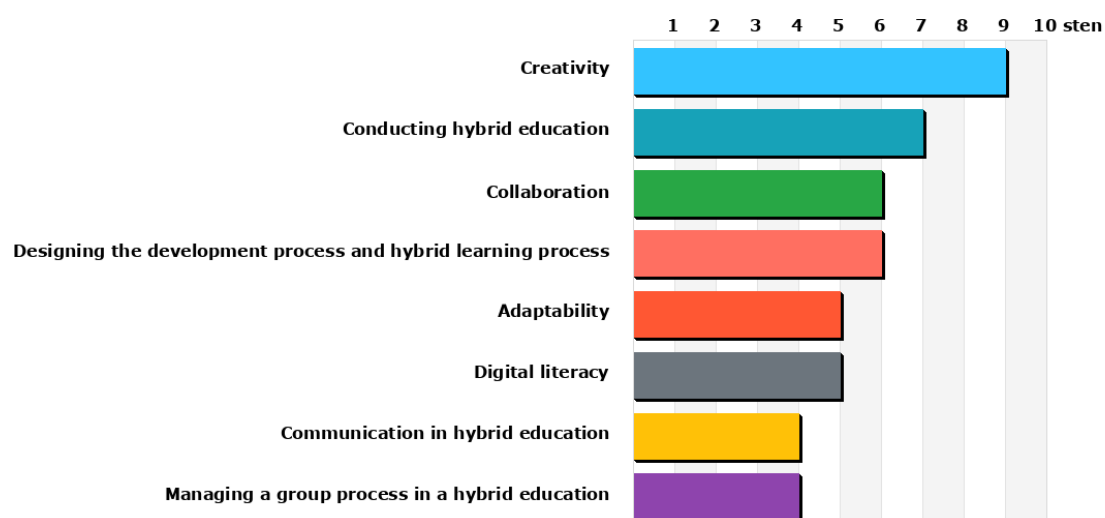 1 2 3 4 5 6 7 8 9 10 sten
Creativity
Conducting hybrid education
Collaboration
Designing the development process and hybrid learning process
Adaptability
Digital literacy
Communication in hybrid education
Managing a group process in a hybrid education